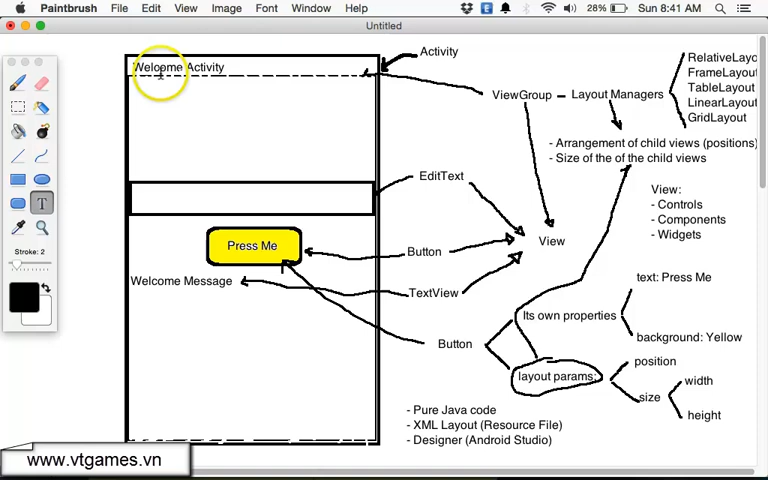 Paintbrush File Edit View Image Font Window Help 28% Sun 8:41 AM
Untitled
Welcome Activity
Activity
ViewGroup - Layout Managers
RelativeLayo
FrameLayout
TableLayout
LinearLayout
GridLayout
- Arrangement of child views (positions)
- Size of the of the child views
EditText
View:
- Controls
- Components
- Widgets
Press Me
Button
View
Welcome Message
TextView
text: Press Me
Its own properties
background: Yellow
Button
layout params:
position
size
width
height
- Pure Java code
- XML Layout (Resource File)
- Designer (Android Studio)
T
Stroke: 2
www.vtgames.vn